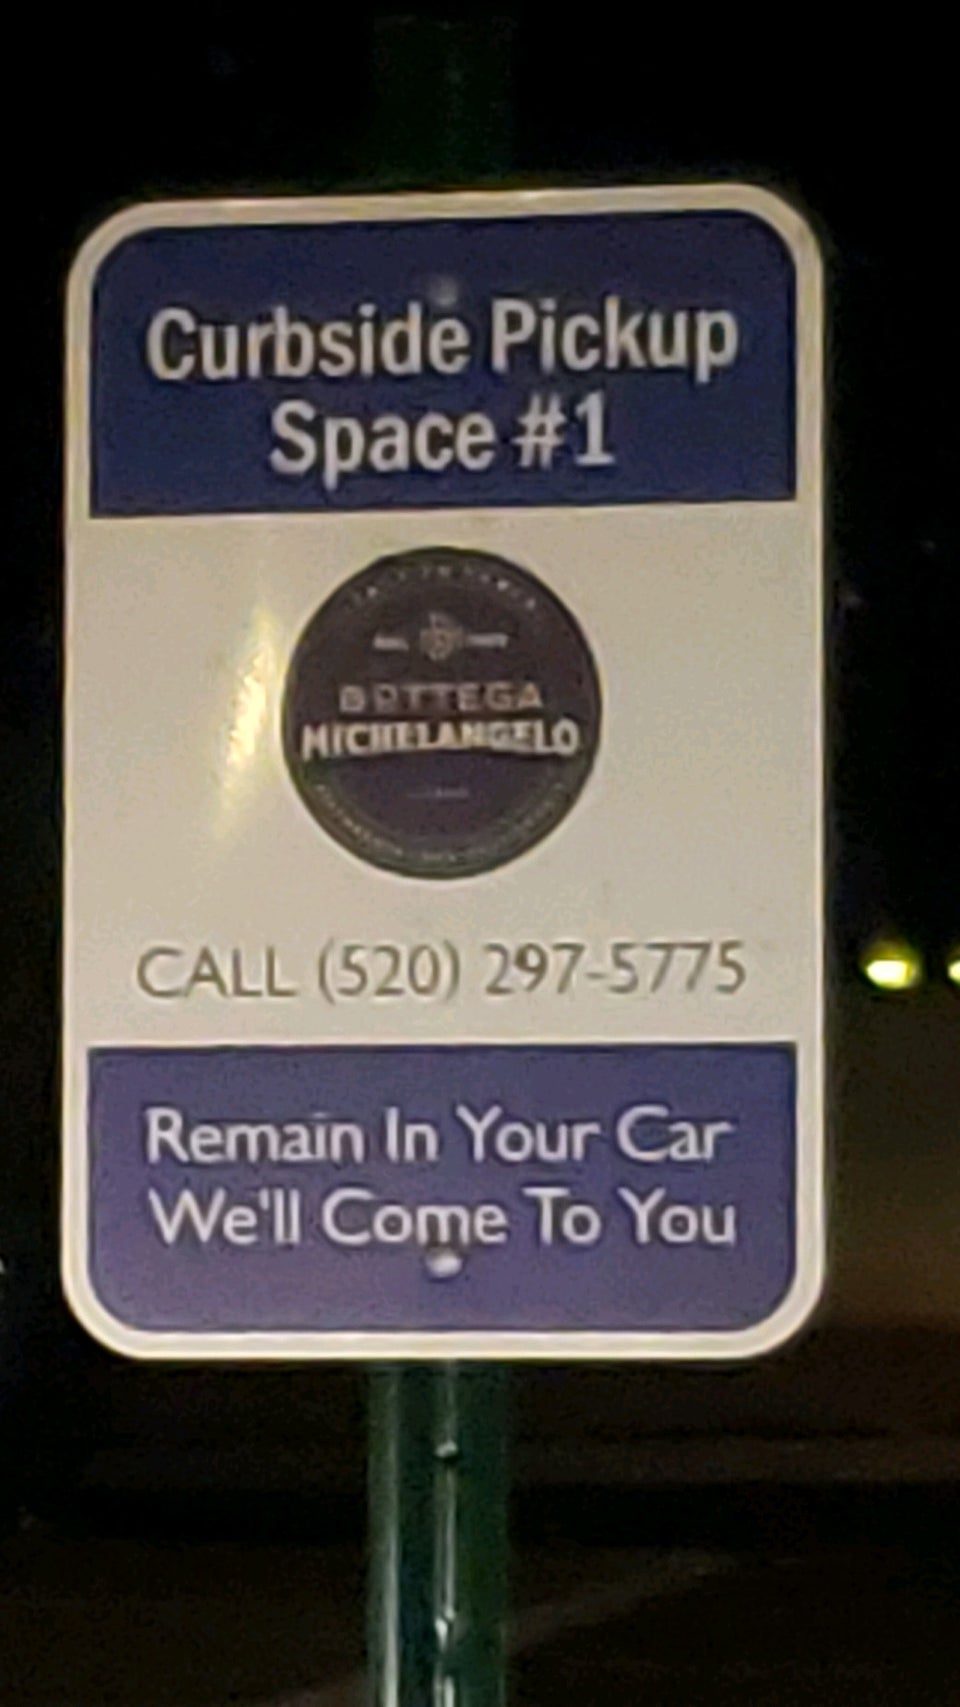 Curbside Pickup
Space #1
BOTTEGA
MICHELANGELO
CALL (520) 297-5775
Remain In Your Car
We'll Come To You